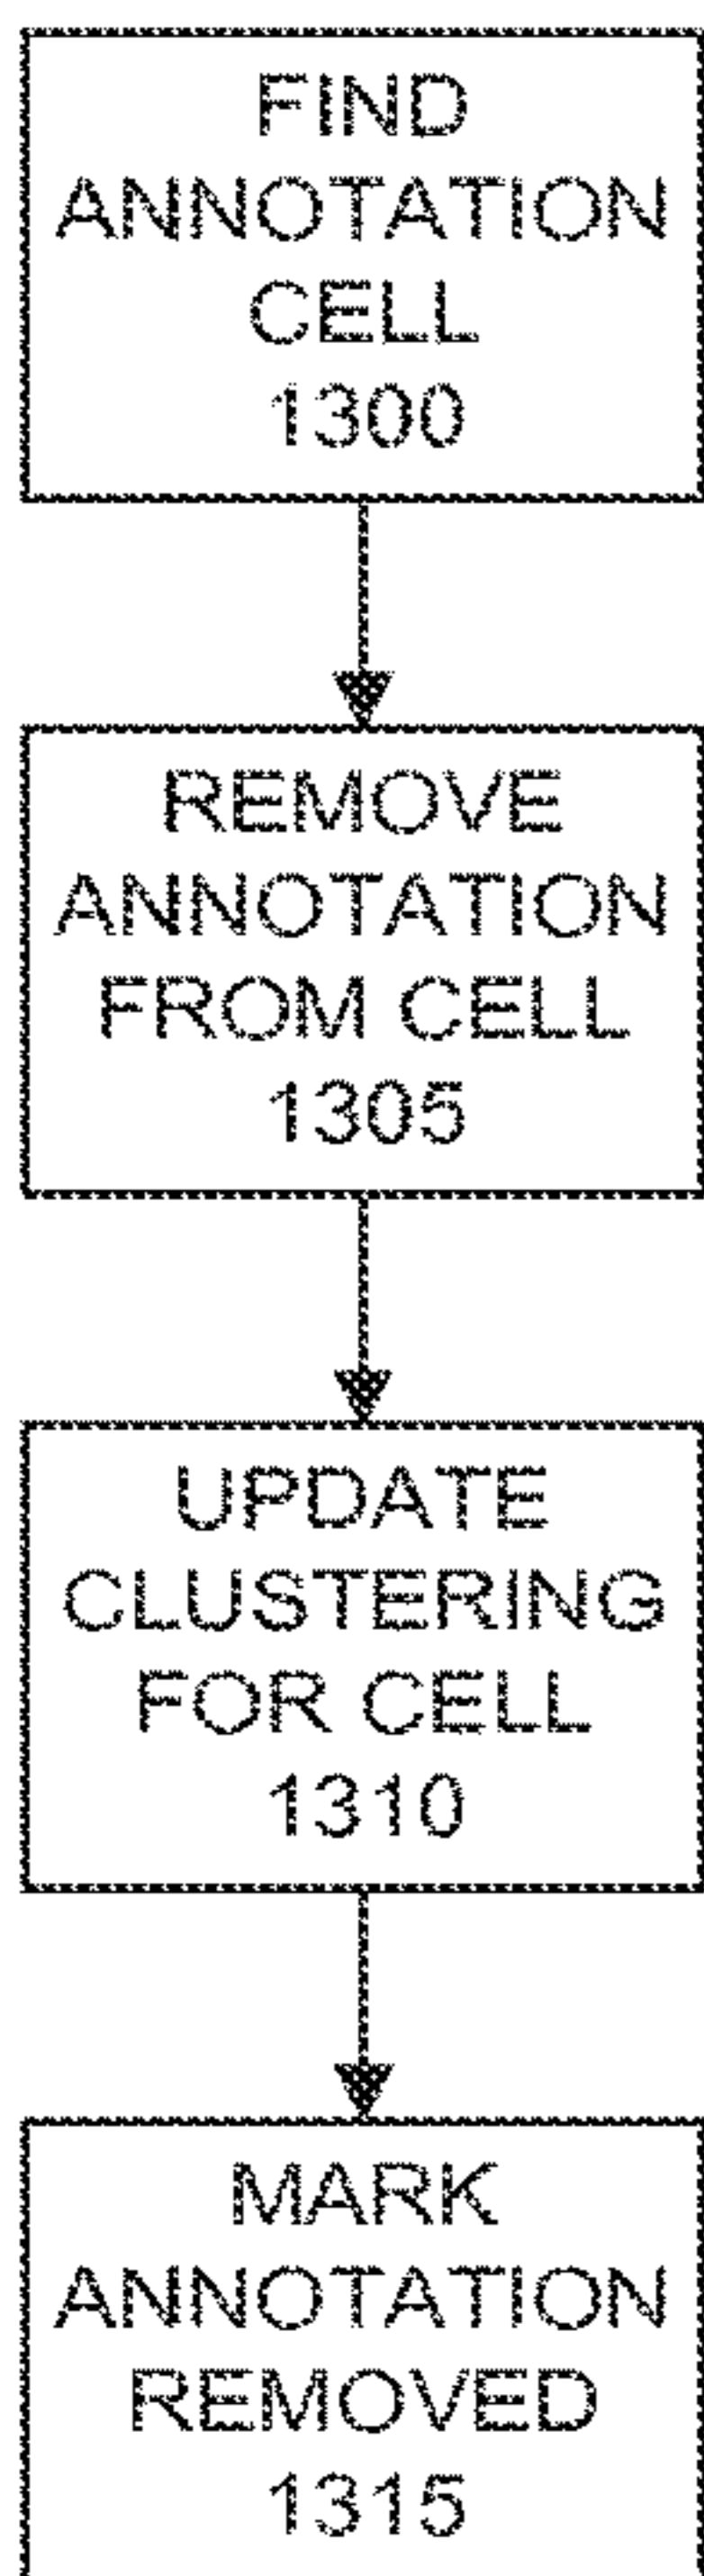 FIND
ANNOTATION
CELL
1300
REMOVE
ANNOTATION
FROM CELL
1305
UPDATE
CLUSTERING
FOR CELL
1310
MARK
ANNOTATION
REMOVED
1315